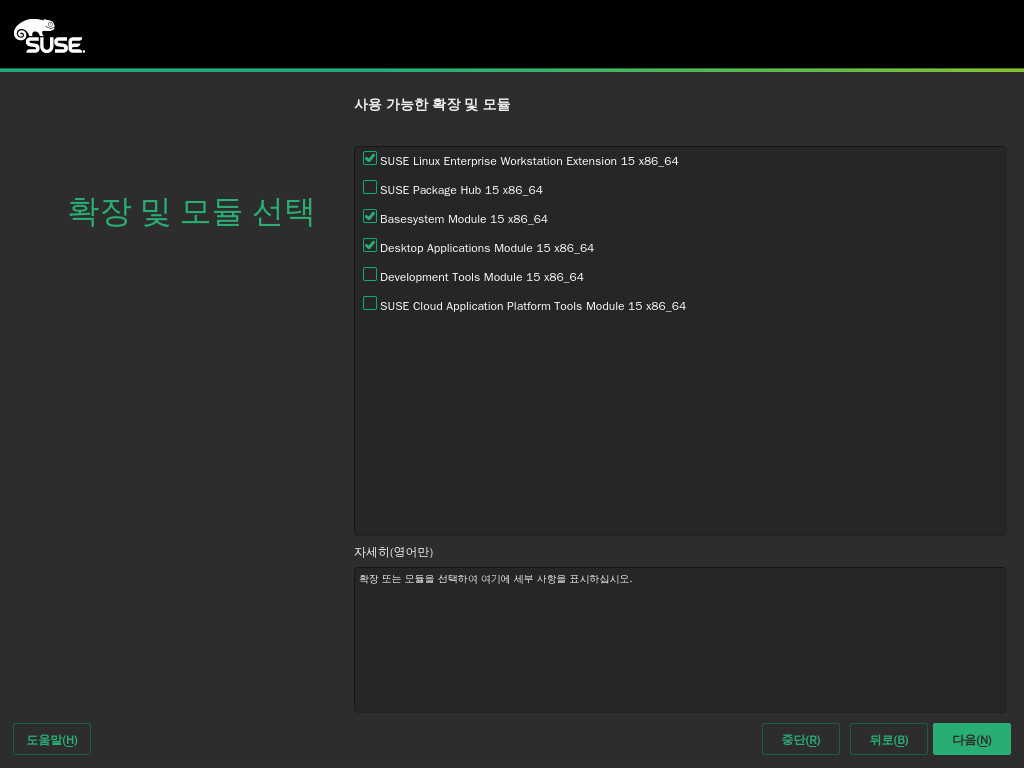 SUSE
사용 가능한 확장 및 모듈
확장 및 모듈 선택
SUSE Linux Enterprise Workstation Extension 15 x86_64
SUSE Package Hub 15 x86_64
Basesystem Module 15 x86_64
Desktop Applications Module 15 x86_64
Development Tools Module 15 x86_64
SUSE Cloud Application Platform Tools Module 15 x86_64
자세히(영어만)
확장 또는 모듈을 선택하여 여기에 세부 사항을 표시하십시오.
도움말(H)
중단(R)
뒤로(B)
다음(N)